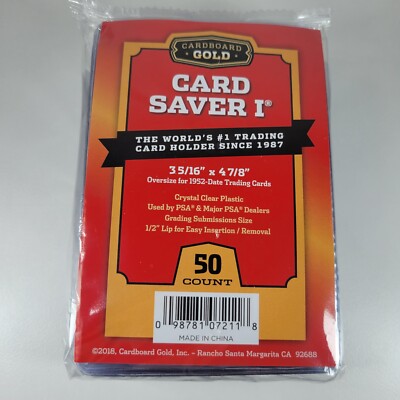 CARDBOARD
GOLD
CARD
SAVER I®
THE WORLD'S #1 TRADING
CARD HOLDER SINCE 1987
3 5/16" x 4 7/8"
Oversize for 1952-Date Trading Cards
Crystal Clear Plastic
Used by PSA® & Major PSA® Dealers
Grading Submissions Size
1/2" Lip for Easy Insertion / Removal
50
COUNT
0 98781 07211 8
MADE IN CHINA
©2018, Cardboard Gold, Inc. - Rancho Santa Margarita CA 92688